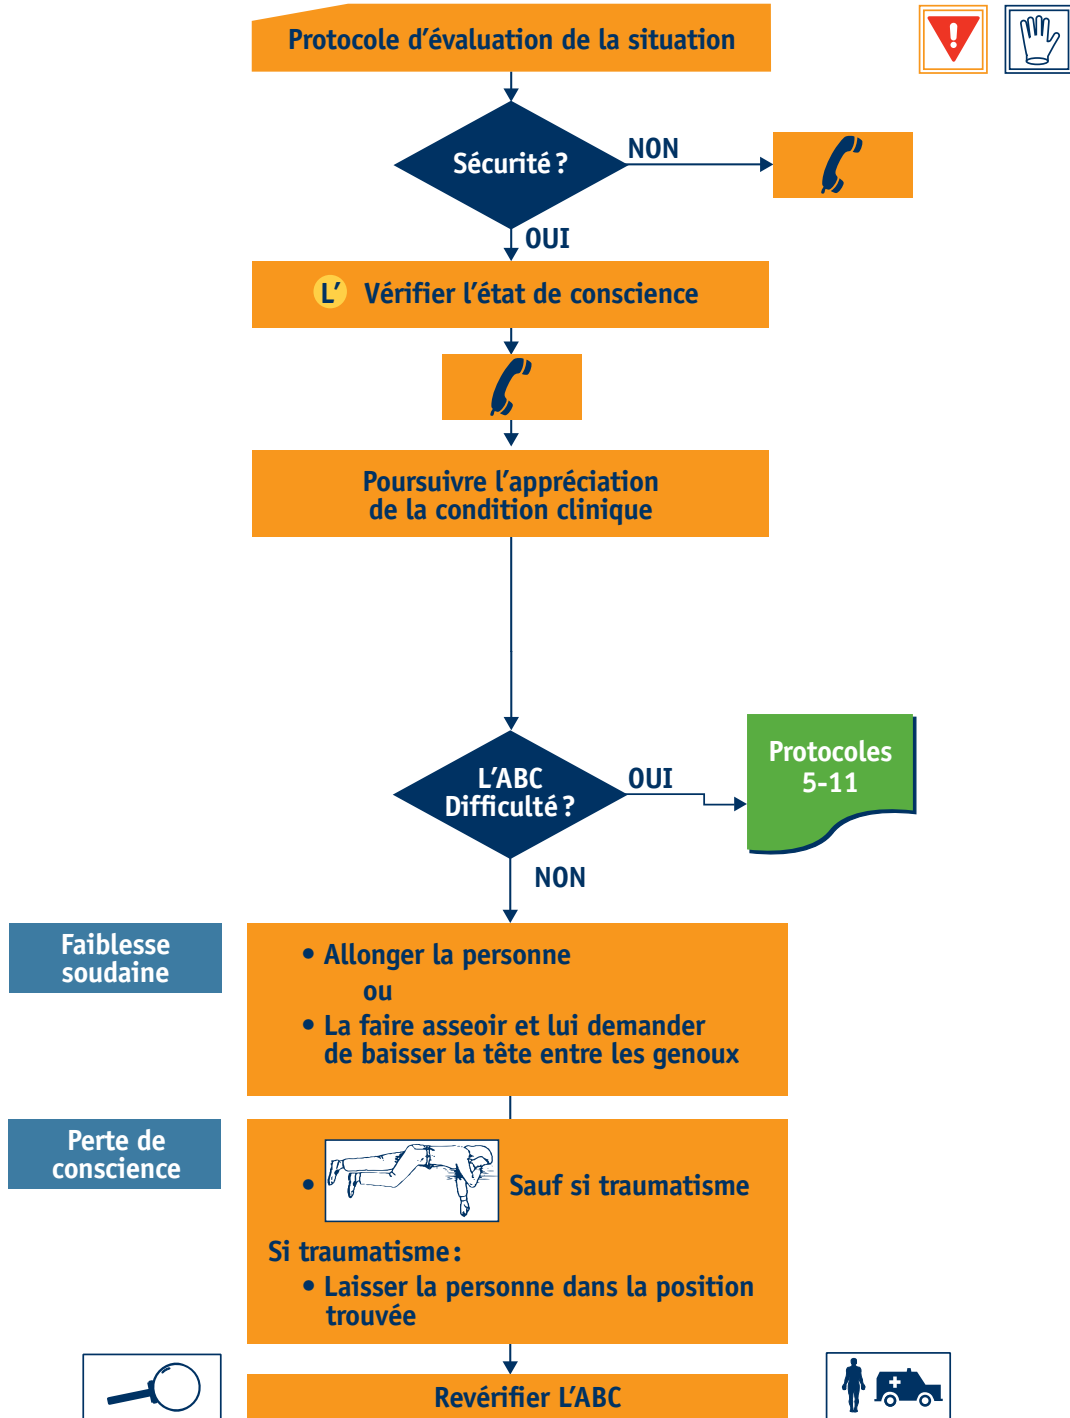 Protocole d’évaluation de la situation
!
Sécurité ?
NON
OUI
L’ Vérifier l’état de conscience
Poursuivre l’appréciation
de la condition clinique
L’ABC
Difficulté ?
OUI
Protocoles
5-11
NON
Faiblesse
soudaine
• Allonger la personne
ou
• La faire asseoir et lui demander
de baisser la tête entre les genoux
Perte de
conscience
• Sauf si traumatisme
Si traumatisme :
• Laisser la personne dans la position
trouvée
Revérifier L’ABC